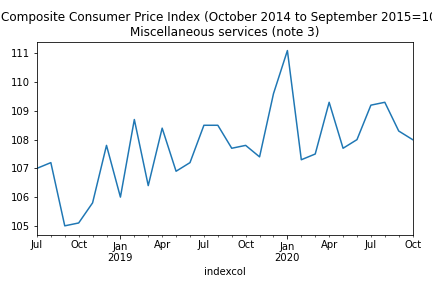 Composite Consumer Price Index (October 2014 to September 2015=10
Miscellaneous services (note 3)
111
110
109
108
107
106
105
Jul Oct Jan Apr Jul Oct Jan Apr Jul Oct
2019 2020
indexcol